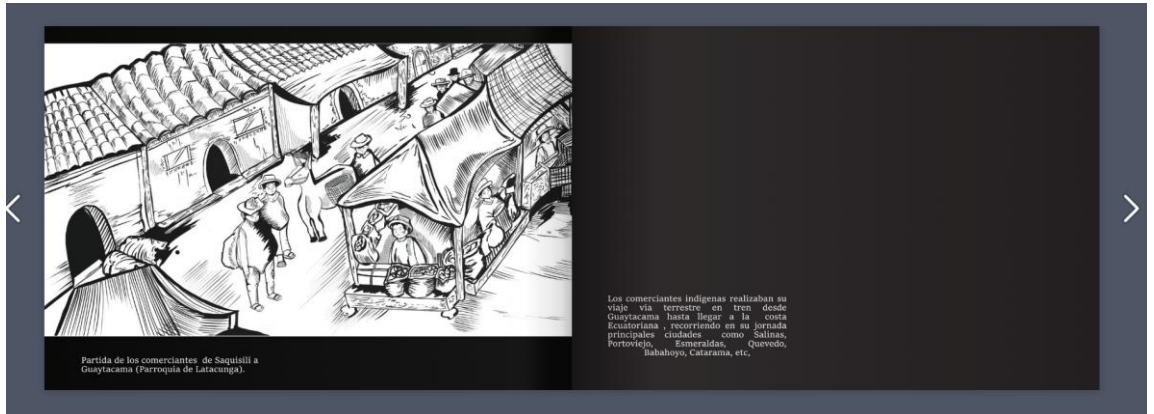 Partida de los comerciantes de Saquisilí a
Guaytacama (Parroquia de Latacunga).
Los comerciantes indígenas realizaban su
viaje vía terrestre en tren desde
Guaytacama hasta llegar a la costa
Ecuatoriana , recorriendo en su jornada
principales ciudades como Salinas,
Portoviejo, Esmeraldas, Quevedo,
Babahoyo, Catarama, etc,